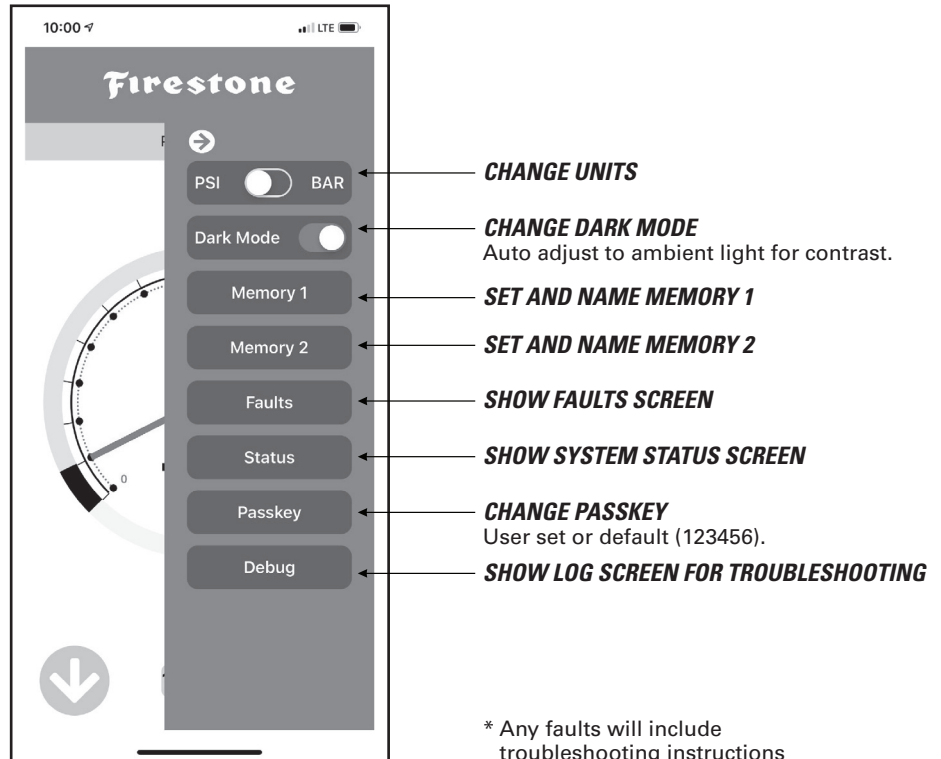 10:00
LTE
Firestone
PSI BAR
CHANGE UNITS
Dark Mode
CHANGE DARK MODE
Auto adjust to ambient light for contrast.
Memory 1
SET AND NAME MEMORY 1
Memory 2
SET AND NAME MEMORY 2
Faults
SHOW FAULTS SCREEN
Status
SHOW SYSTEM STATUS SCREEN
0
Passkey
CHANGE PASSKEY
User set or default (123456).
Debug
SHOW LOG SCREEN FOR TROUBLESHOOTING
* Any faults will include
troubleshooting instructions